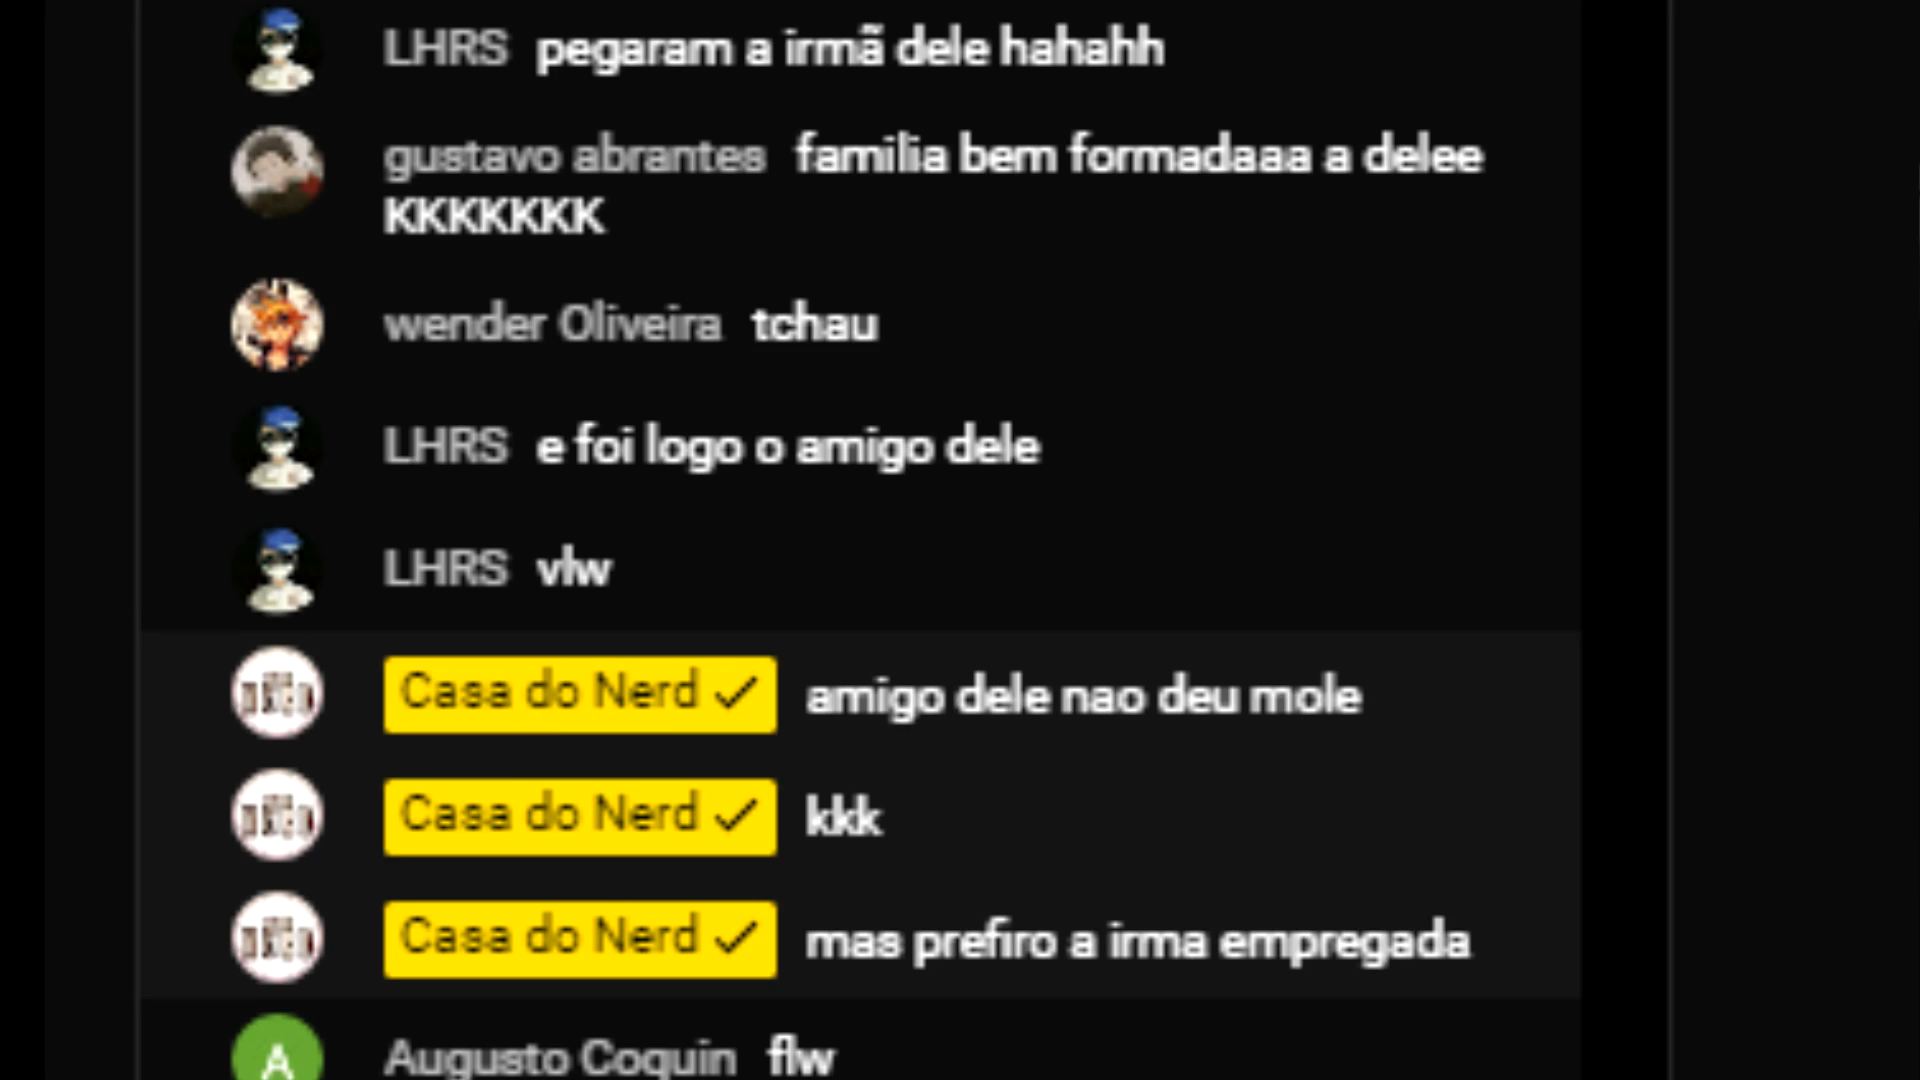 LHRS pegaram a irmã dele hahahh
gustavo abrantes familia bem formadaaa a delee
KKKKKKK
wender Oliveira tchau
LHRS e foi logo o amigo dele
LHRS vlw
Casa do Nerd ✓ amigo dele nao deu mole
Casa do Nerd ✓ kkk
Casa do Nerd ✓ mas prefiro a irma empregada
A Augusto Coquin flw